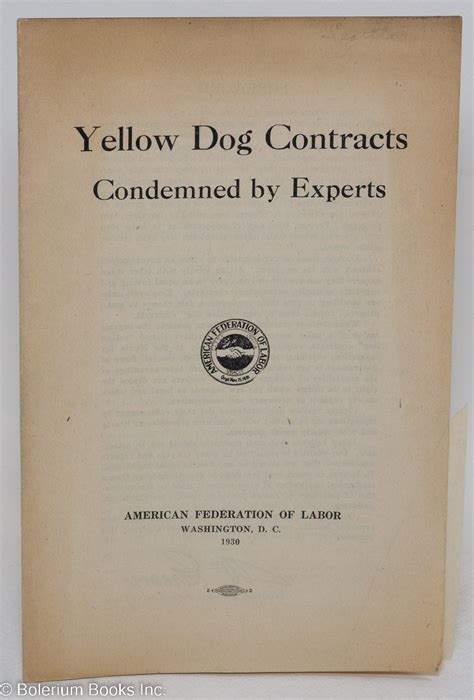 Yellow Dog Contracts
Condemned by Experts
AMERICAN FEDERATION OF LABOR
AMERICAN FEDERATION OF LABOR
WASHINGTON, D. C.
1930
© Bolerium Books Inc.